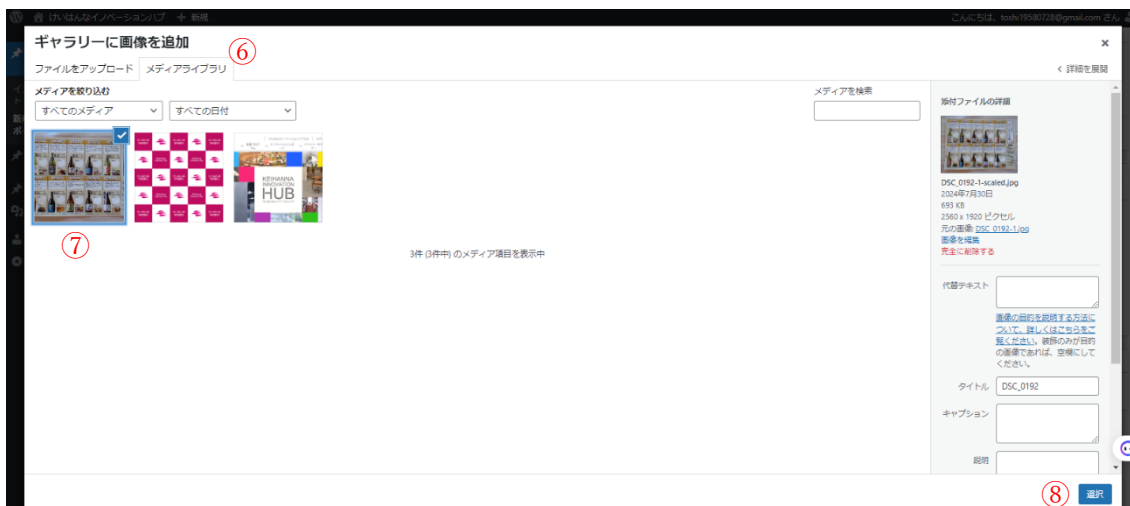 けいはんなイノベーションハブ ＋ 新規
こんにちは、toshi19580728@gmail.com さん
ギャラリーに画像を追加
⑥
×
ファイルをアップロード メディアライブラリ
< 詳細を展開
メディアを絞り込む
メディアを検索
すべてのメディア
すべての日付
添付ファイルの詳細
KEIHANNA
INNOVATION
HUB
DSC_0192-1-scaled.jpg
2024年7月30日
693 KB
2560 x 1920 ピクセル
元の画像: DSC_0192-1.jpg
画像を編集
完全に削除する
⑦
3件 (3件中) のメディア項目を表示中
代替テキスト
画像の目的を説明する方法に
ついて、詳しくはこちらをご
覧ください。装飾のみが目的
の画像であれば、空欄にして
ください。
タイトル DSC_0192
キャプション
説明
⑧
選択